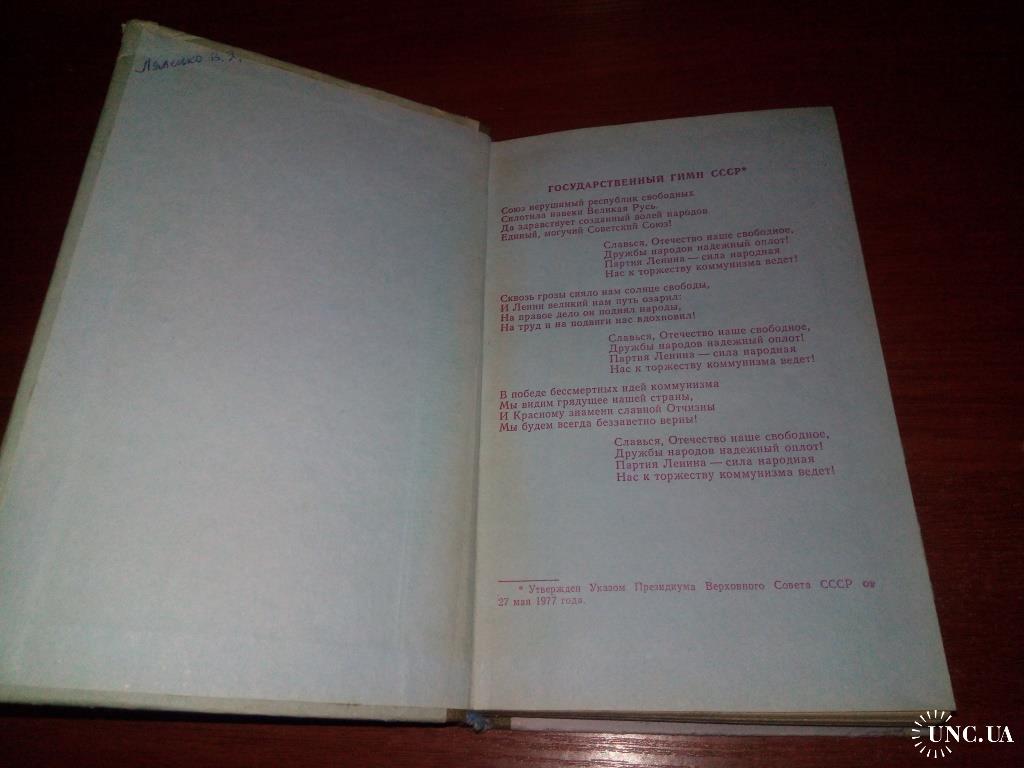 ГОСУДАРСТВЕННЫЙ ГИМН СССР*
Союз нерушимый республик свободных
Сплотила навеки Великая Русь.
Да здравствует созданный волей народов
Единый, могучий Советский Союз!
Славься, Отечество наше свободное,
Дружбы народов надежный оплот!
Партия Ленина — сила народная
Нас к торжеству коммунизма ведет!
Сквозь грозы сияло нам солнце свободы,
И Ленин великий нам путь озарил:
На правое дело он поднял народы,
На труд и на подвиги нас вдохновил!
Славься, Отечество наше свободное,
Дружбы народов надежный оплот!
Партия Ленина — сила народная
Нас к торжеству коммунизма ведет!
В победе бессмертных идей коммунизма
Мы видим грядущее нашей страны,
И Красному знамени славной Отчизны
Мы будем всегда беззаветно верны!
Славься, Отечество наше свободное,
Дружбы народов надежный оплот!
Партия Ленина — сила народная
Нас к торжеству коммунизма ведет!
* Утвержден Указом Президиума Верховного Совета СССР от
27 мая 1977 года.
UNC.UA